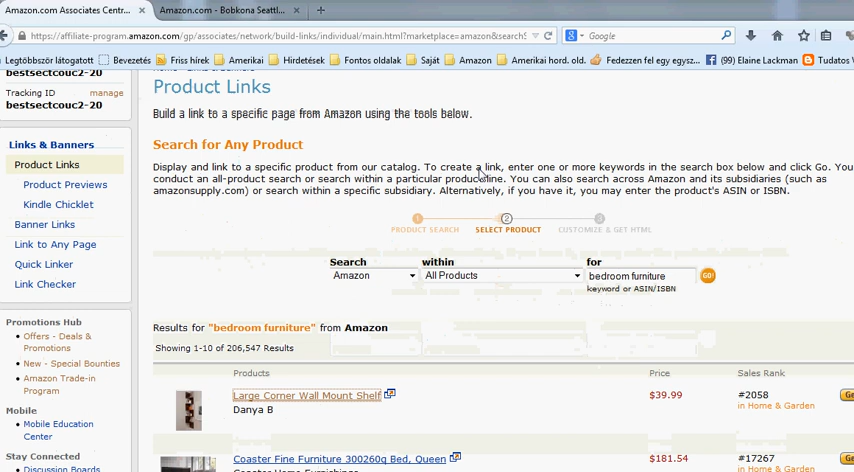 Amazon.com Associates Centr...
Amazon.com - Bobkona Seattl...
https://affiliate-program.amazon.com/gp/associates/network/build-links/individual/main.html?marketplace=amazon&search
Google
Legtöbbször látogatott
Friss hírek
Amerikai
Hirdetések
Fontos oldalak
Saját
Amazon
Amerikai hord. old.
Fedezzen fel egy egysz...
(99) Elaine Lackman
Tudatos V
bestsectcouc2-20
Tracking ID
manage
bestsectcouc2-20
Links & Banners
Product Links
Product Previews
Kindle Chicklet
Banner Links
Link to Any Page
Quick Linker
Link Checker
Promotions Hub
Offers - Deals &
Promotions
New - Special Bounties
Amazon Trade-in
Program
Mobile
Mobile Education
Center
Stay Connected
Discussion Boards
Product Links
Build a link to a specific page from Amazon using the tools below.
Search for Any Product
Display and link to a specific product from our catalog. To create a link, enter one or more keywords in the search box below and click Go. You
conduct an all-product search or search within a particular product line. You can also search across Amazon and its subsidiaries (such as
amazonsupply.com) or search within a specific subsidiary. Alternatively, if you have it, you may enter the product's ASIN or ISBN.
1
2
3
PRODUCT SEARCH
SELECT PRODUCT
CUSTOMIZE & GET HTML
Search
within
for
Amazon
All Products
bedroom furniture
GO!
keyword or ASIN/ISBN
Results for "bedroom furniture" from Amazon
Showing 1-10 of 206,547 Results
Products
Price
Sales Rank
Large Corner Wall Mount Shelf
$39.99
#2058
Ge
Danya B
in Home & Garden
Coaster Fine Furniture 300260q Bed, Queen
$181.54
#17267
Ge
in Home & Garden